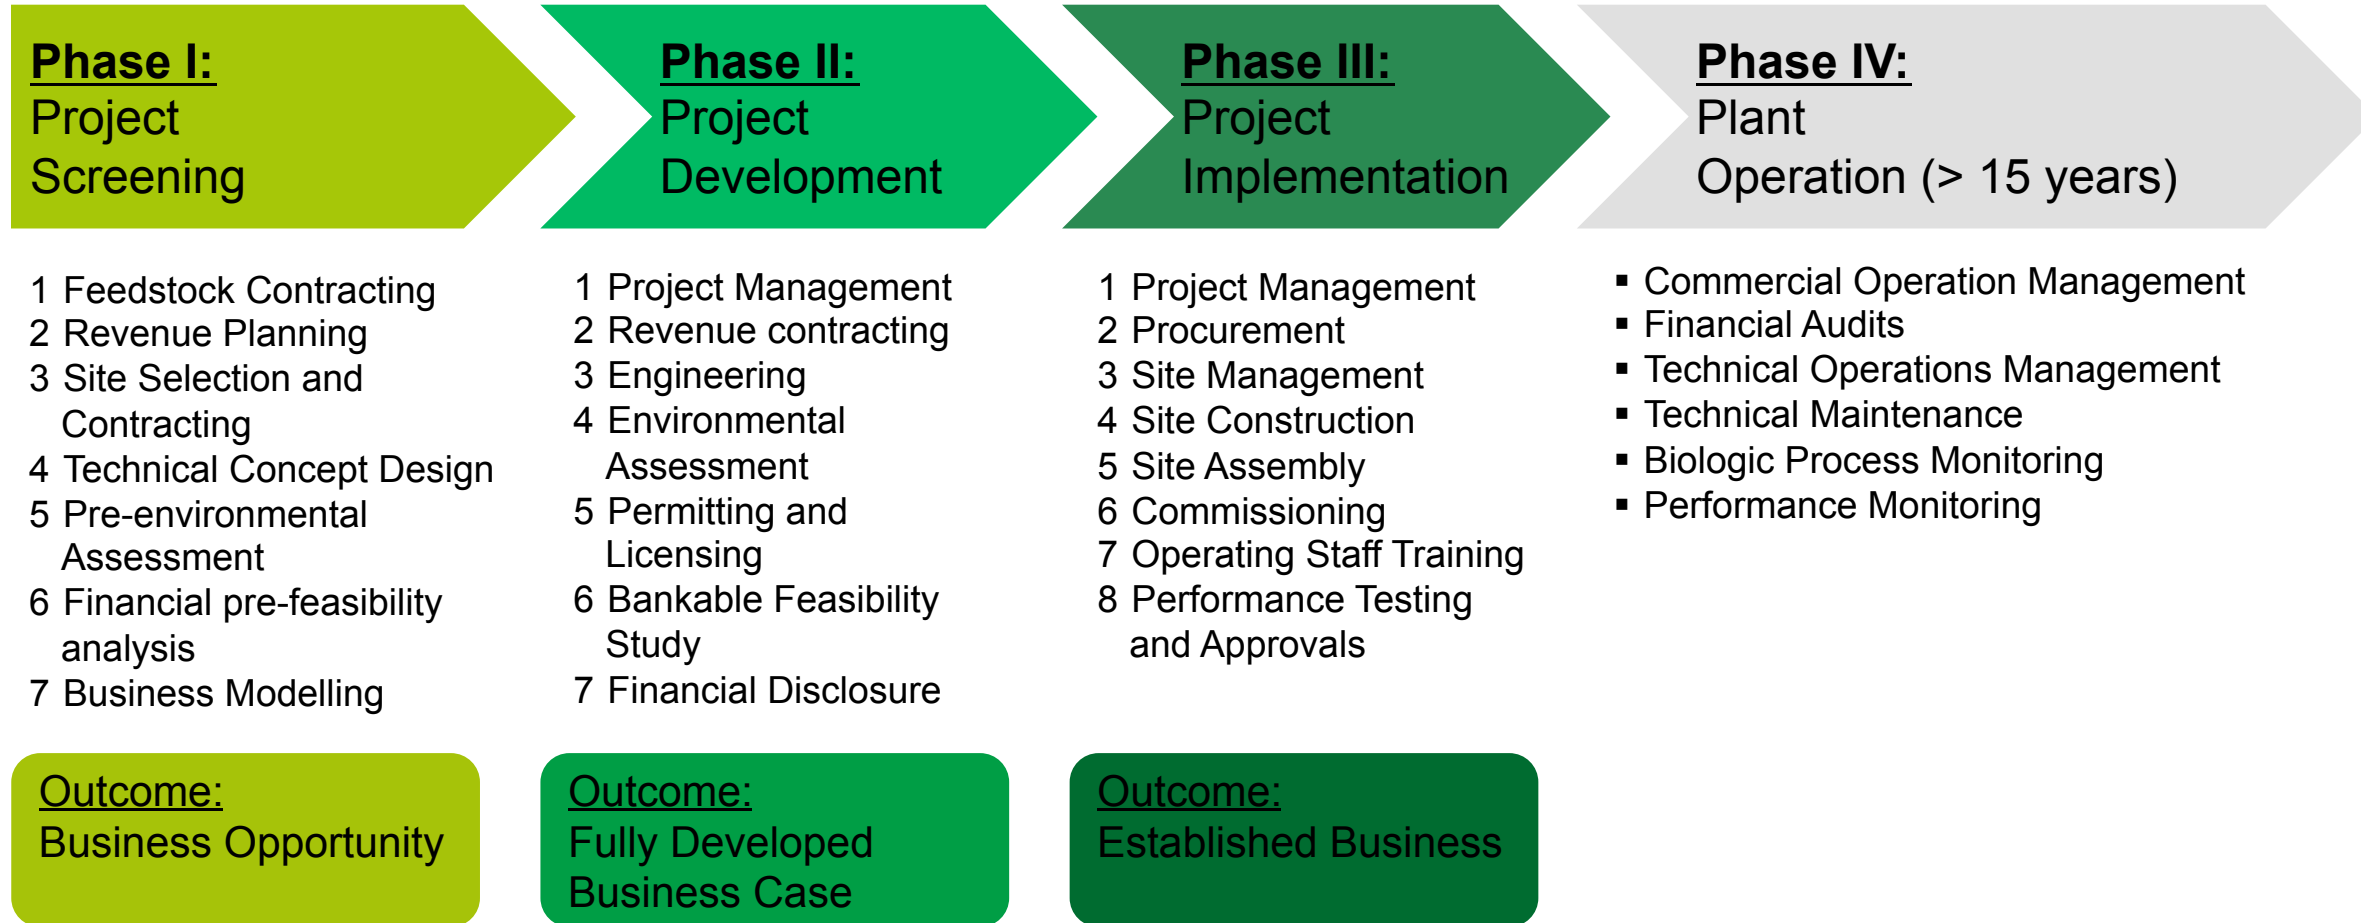 Phase I:
Project
Screening
1 Feedstock Contracting
2 Revenue Planning
3 Site Selection and
Contracting
4 Technical Concept Design
5 Pre-environmental
Assessment
6 Financial pre-feasibility
analysis
7 Business Modelling
Outcome:
Business Opportunity
Phase II:
Project
Development
1 Project Management
2 Revenue contracting
3 Engineering
4 Environmental
Assessment
5 Permitting and
Licensing
6 Bankable Feasibility
Study
7 Financial Disclosure
Outcome:
Fully Developed
Business Case
Phase III:
Project
Implementation
1 Project Management
2 Procurement
3 Site Management
4 Site Construction
5 Site Assembly
6 Commissioning
7 Operating Staff Training
8 Performance Testing
and Approvals
Outcome:
Established Business
Phase IV:
Plant
Operation (> 15 years)
▪ Commercial Operation Management
▪ Financial Audits
▪ Technical Operations Management
▪ Technical Maintenance
▪ Biologic Process Monitoring
▪ Performance Monitoring